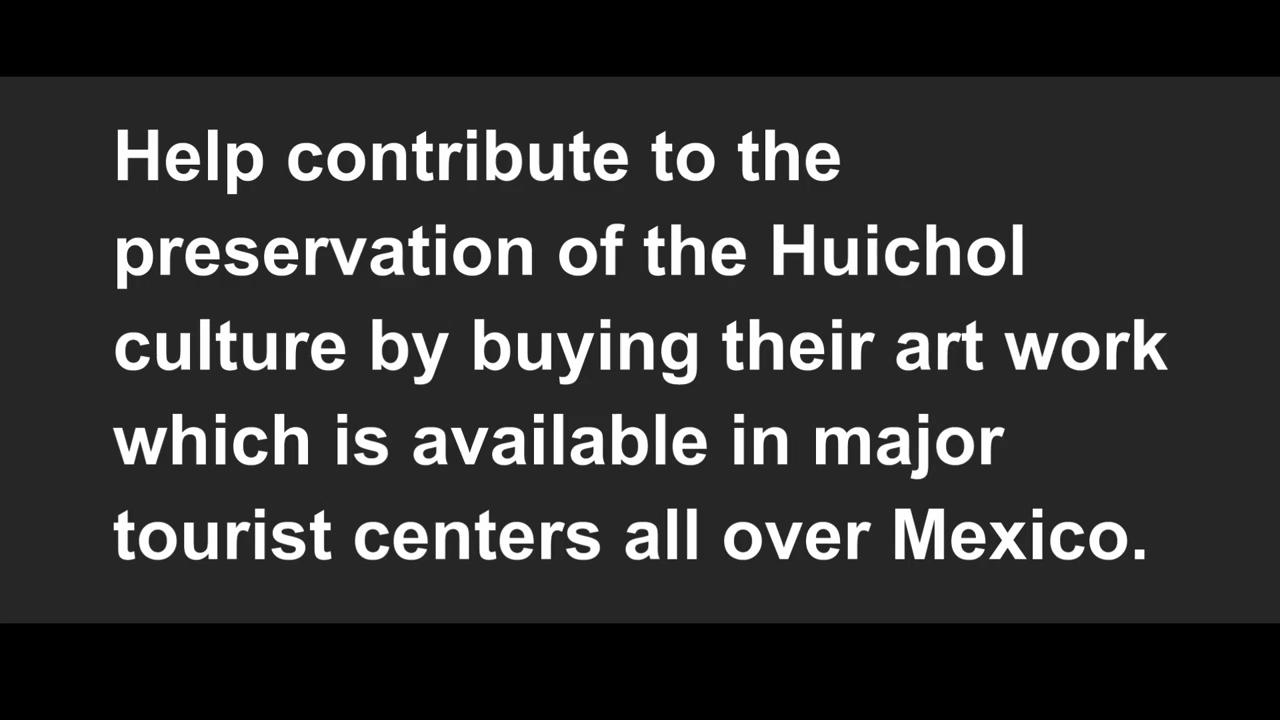 Help contribute to the
preservation of the Huichol
culture by buying their art work
which is available in major
tourist centers all over Mexico.